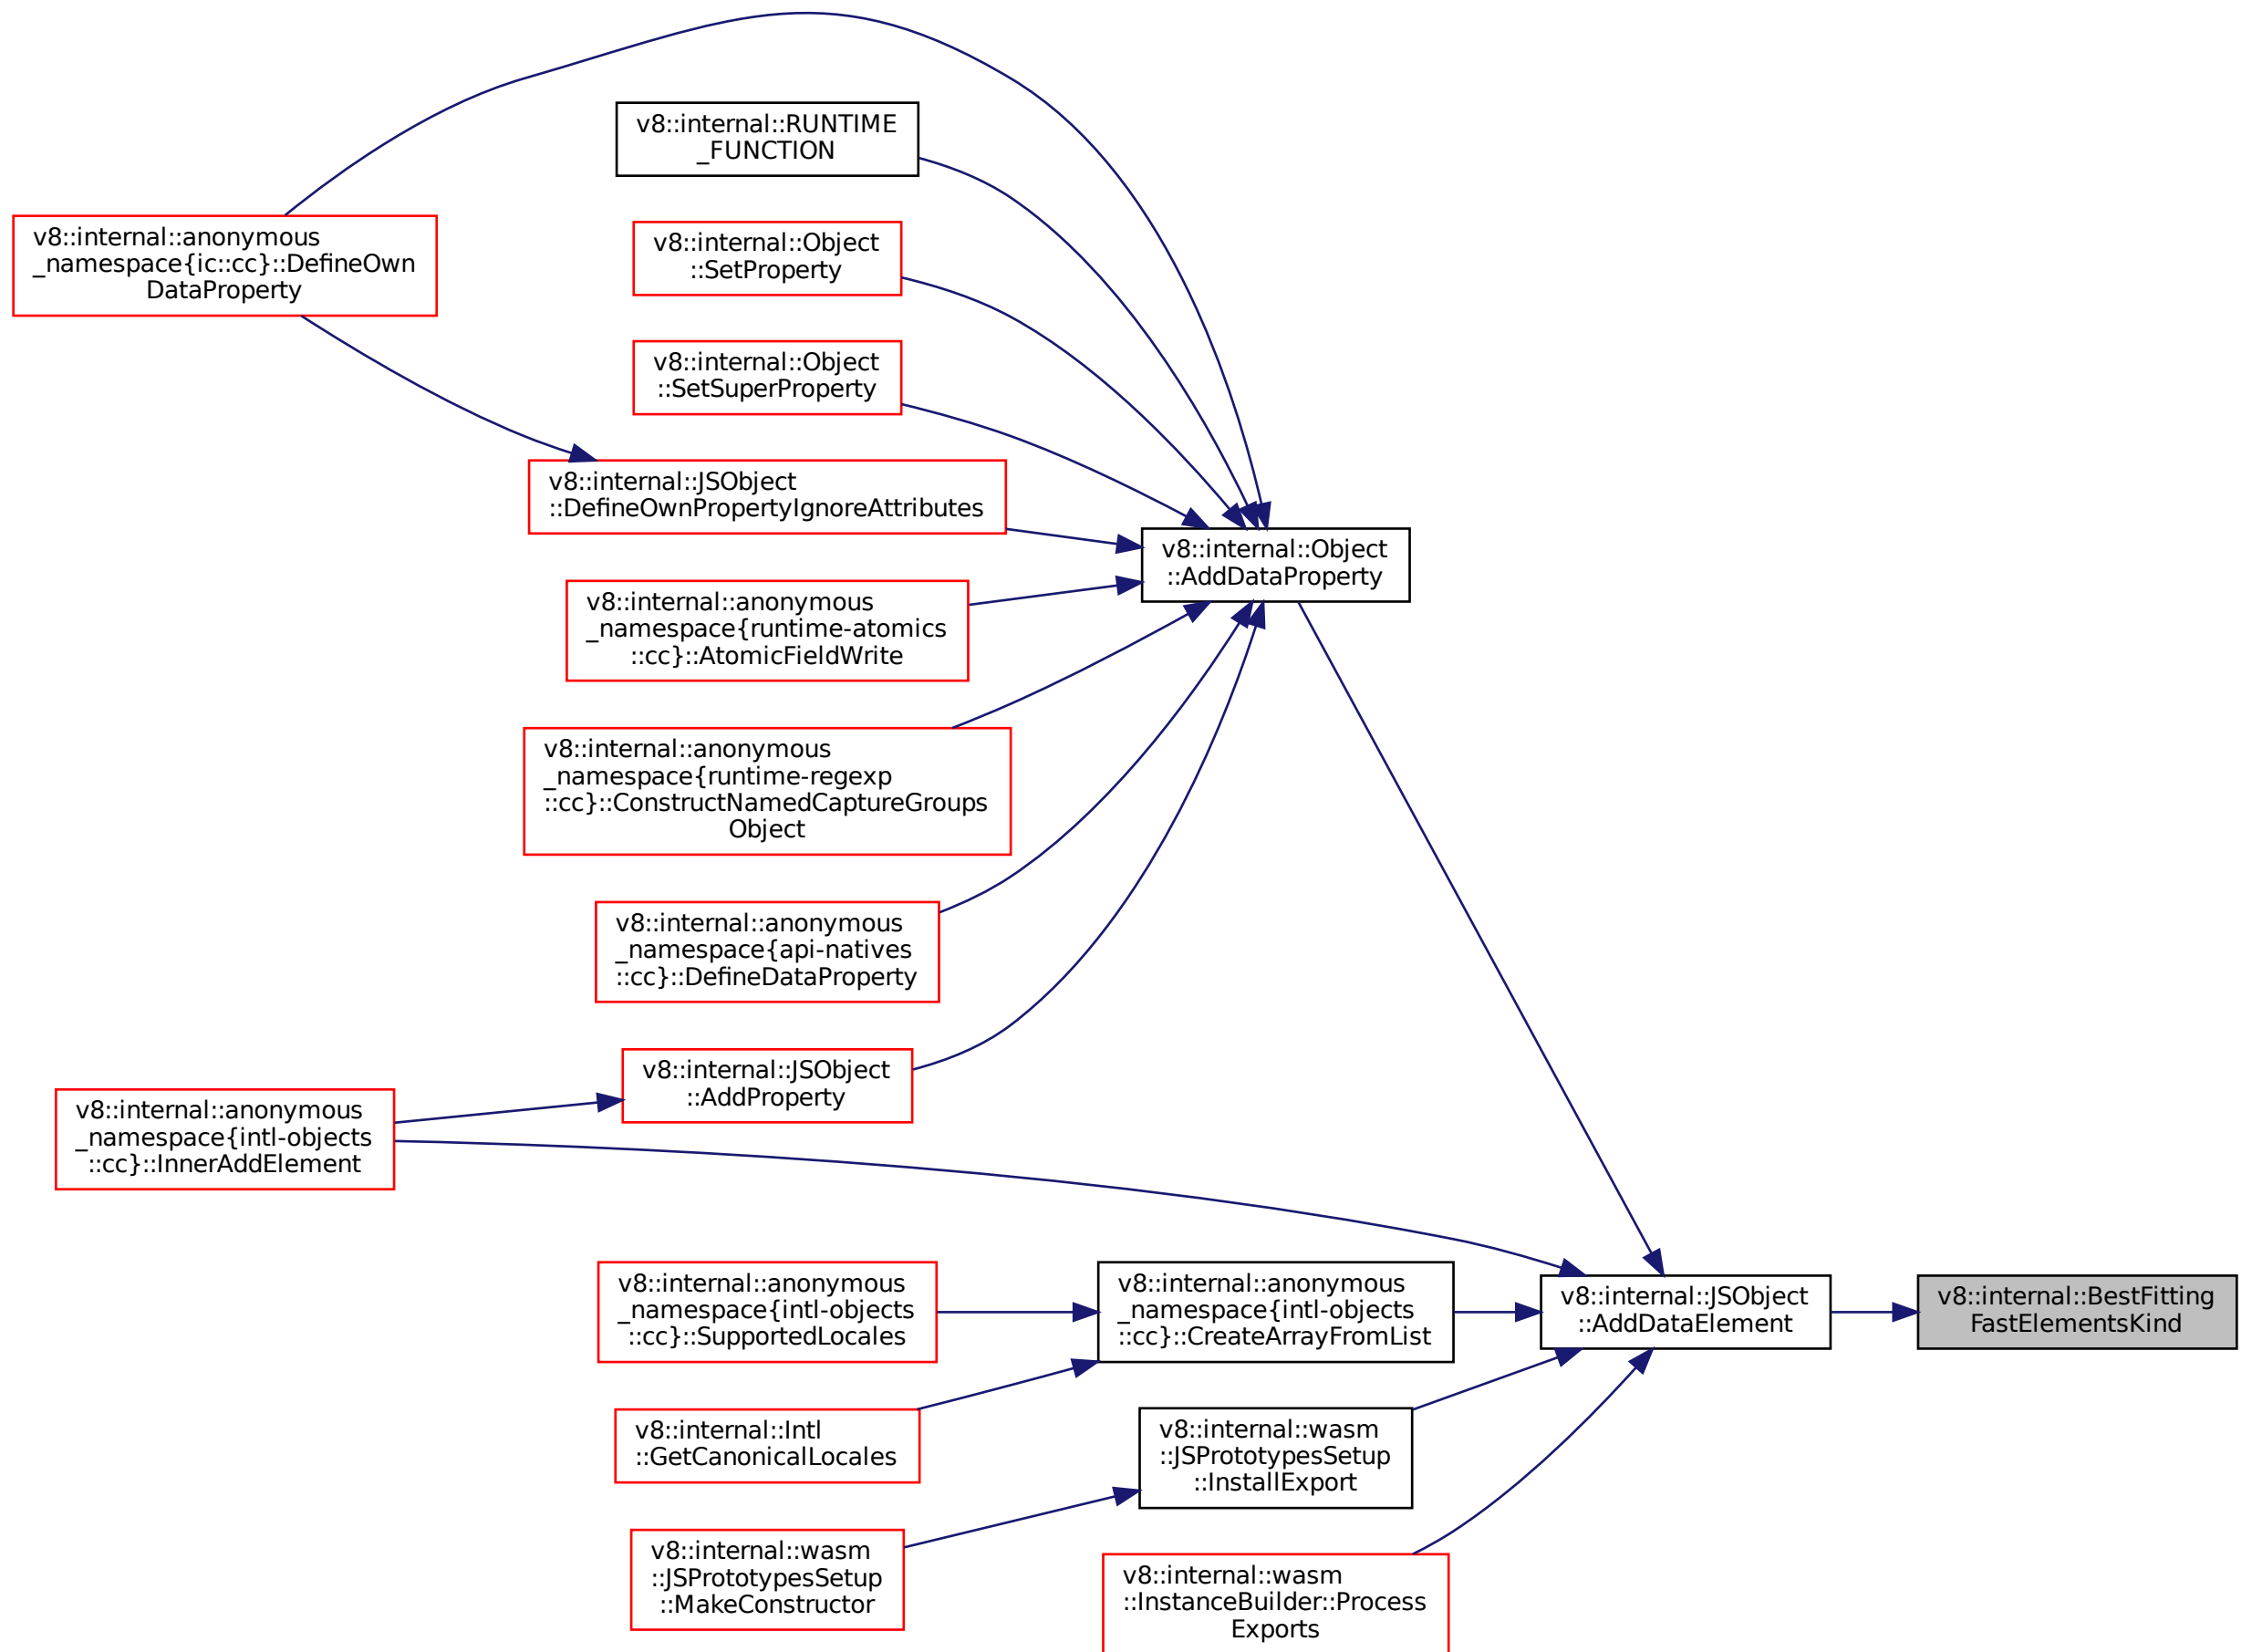 v8::internal::RUNTIME
_FUNCTION
v8::internal::anonymous
_namespace{ic::cc}::DefineOwn
DataProperty
v8::internal::Object
::SetProperty
v8::internal::Object
::SetSuperProperty
v8::internal::JSObject
::DefineOwnPropertyIgnoreAttributes
v8::internal::Object
::AddDataProperty
v8::internal::anonymous
_namespace{runtime-atomics
::cc}::AtomicFieldWrite
v8::internal::anonymous
_namespace{runtime-regexp
::cc}::ConstructNamedCaptureGroups
Object
v8::internal::anonymous
_namespace{api-natives
::cc}::DefineDataProperty
v8::internal::JSObject
::AddProperty
v8::internal::anonymous
_namespace{intl-objects
::cc}::InnerAddElement
v8::internal::anonymous
_namespace{intl-objects
::cc}::SupportedLocales
v8::internal::anonymous
_namespace{intl-objects
::cc}::CreateArrayFromList
v8::internal::JSObject
::AddDataElement
v8::internal::BestFitting
FastElementsKind
v8::internal::Intl
::GetCanonicalLocales
v8::internal::wasm
::JSPrototypesSetup
::InstallExport
v8::internal::wasm
::JSPrototypesSetup
::MakeConstructor
v8::internal::wasm
::InstanceBuilder::Process
Exports